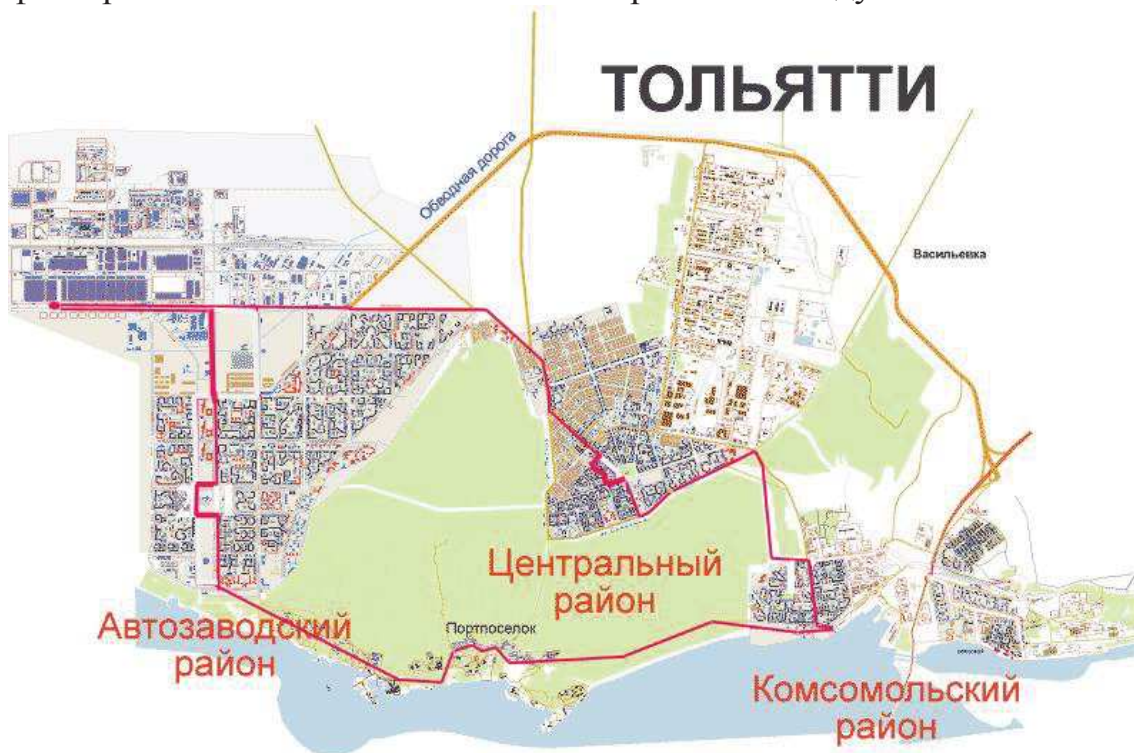 ТОЛЬЯТТИ
Обводная дорога
Васильевка
Центральный
район
Автозаводский
район
Портпоселок
Комсомольский
район